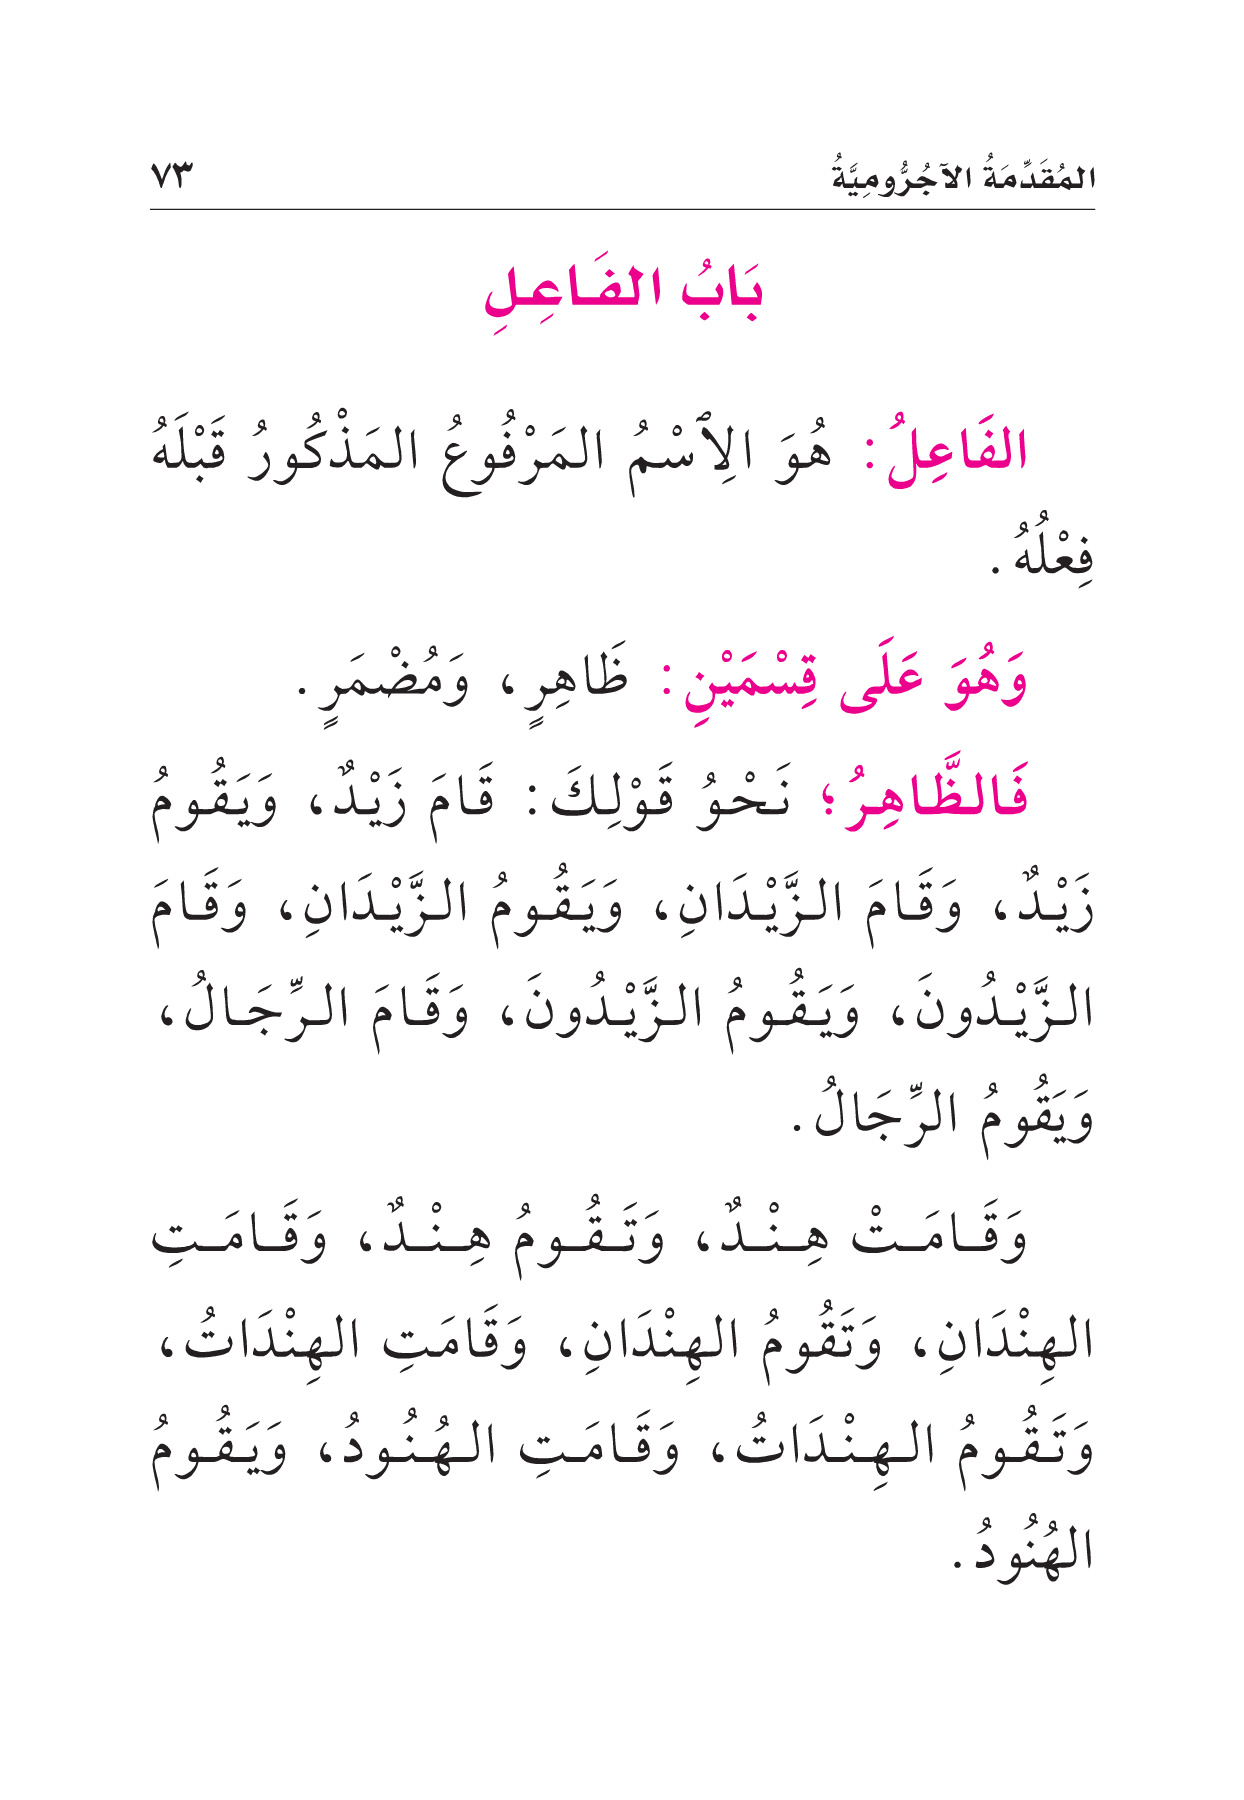 المُقَدِّمَةُ الآجُرُّومِيَّةُ ٧٣
بَابُ الفَاعِلِ
الفَاعِلُ: هُوَ الِٱسْمُ المَرْفُوعُ المَذْكُورُ قَبْلَهُ
فِعْلُهُ.
وَهُوَ عَلَى قِسْمَيْنِ: ظَاهِرٍ، وَمُضْمَرٍ.
فَالظَّاهِرُ؛ نَحْوُ قَوْلِكَ: قَامَ زَيْدٌ، وَيَقُومُ
زَيْدٌ، وَقَامَ الزَّيْدَانِ، وَيَقُومُ الزَّيْدَانِ، وَقَامَ
الزَّيْدُونَ، وَيَقُومُ الزَّيْدُونَ، وَقَامَ الرِّجَالُ،
وَيَقُومُ الرِّجَالُ.
وَقَامَتْ هِنْدٌ، وَتَقُومُ هِنْدٌ، وَقَامَتِ
الهِنْدَانِ، وَتَقُومُ الهِنْدَانِ، وَقَامَتِ الهِنْدَاتُ،
وَتَقُومُ الهِنْدَاتُ، وَقَامَتِ الهُنُودُ، وَيَقُومُ
الهُنُودُ.